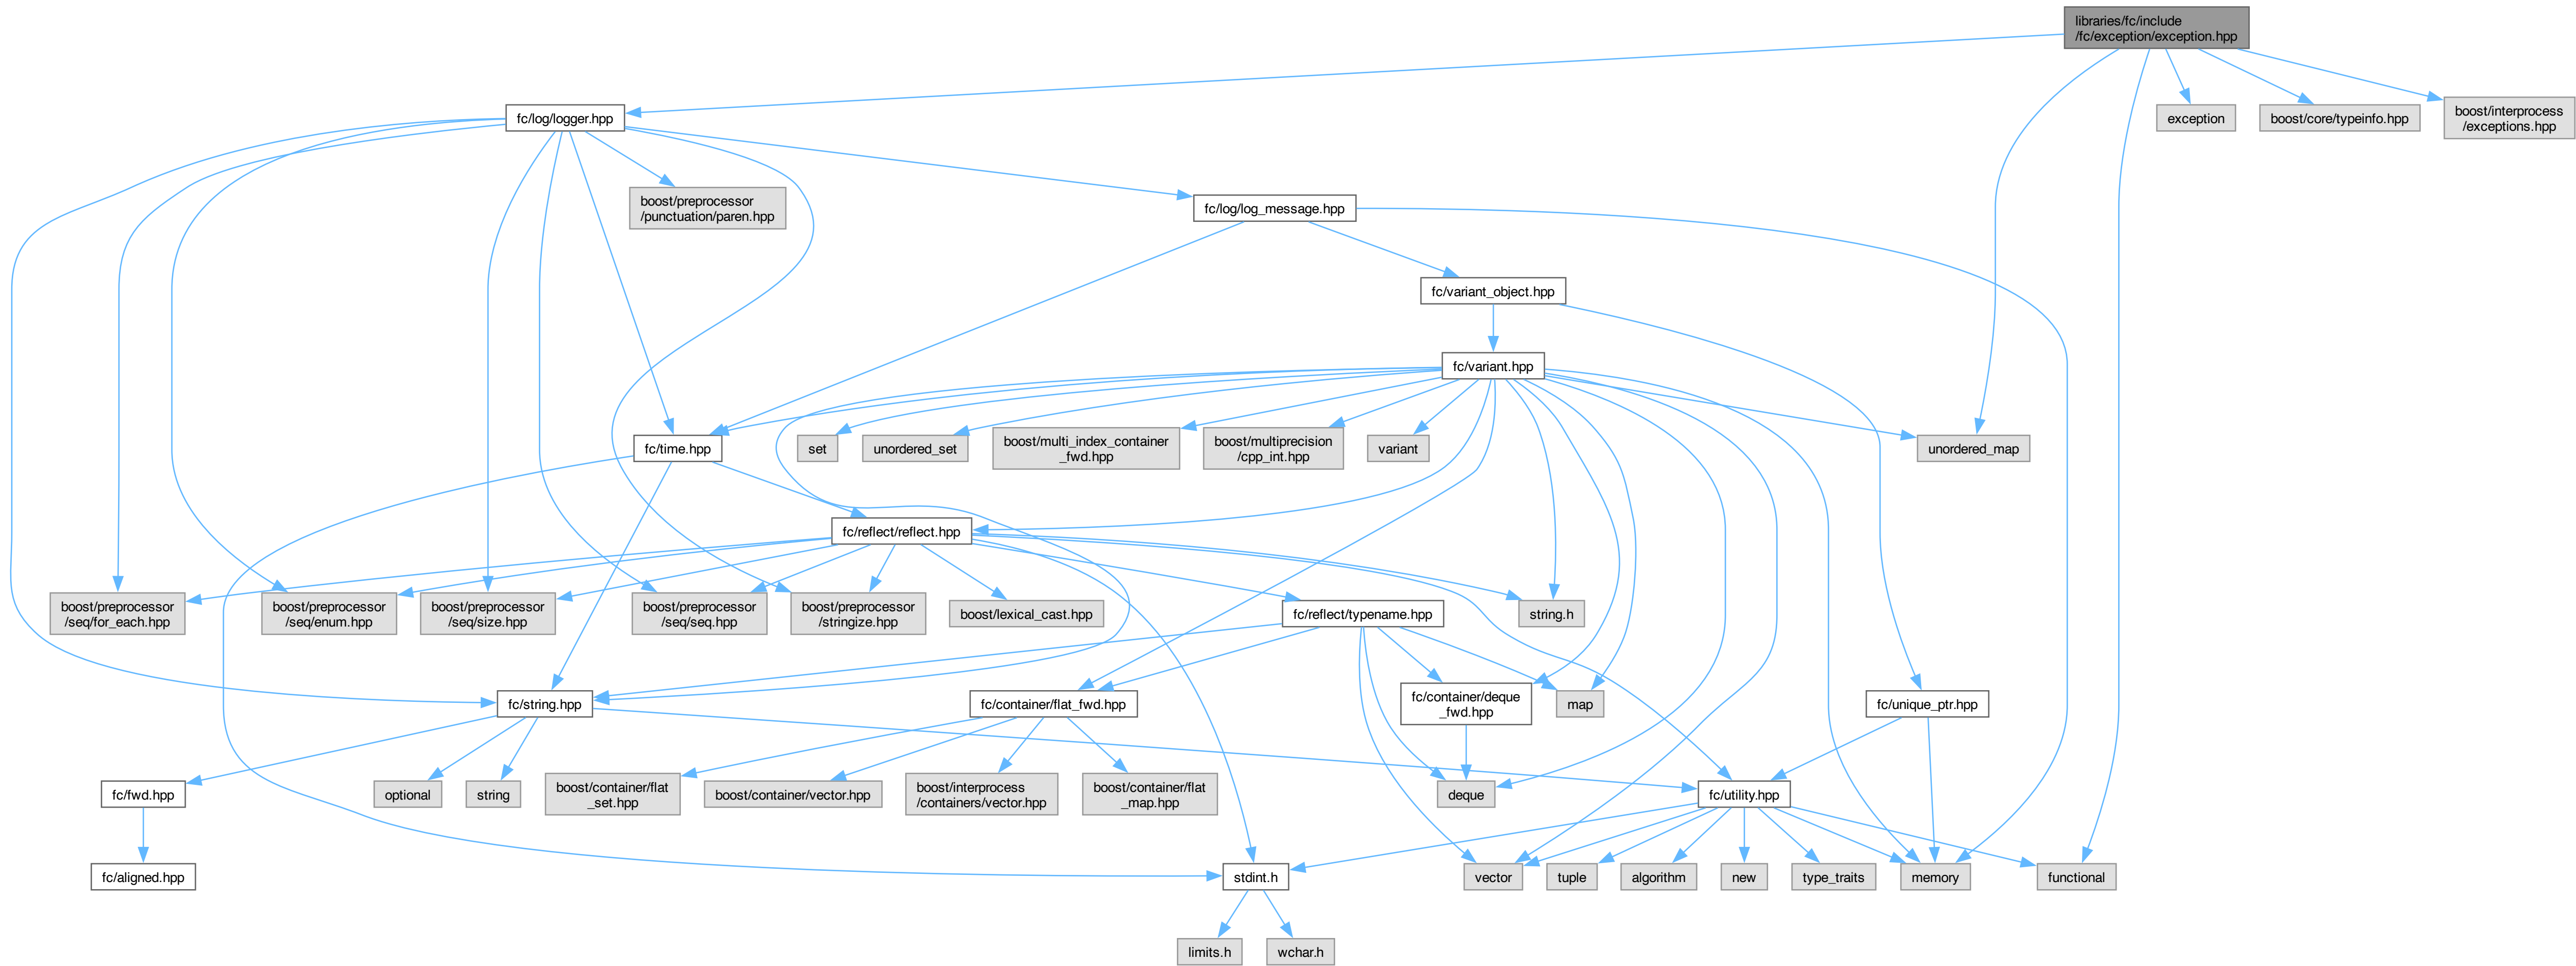 libraries/fc/include
/fc/exception/exception.hpp
fc/log/logger.hpp
exception
boost/core/typeinfo.hpp
boost/interprocess
/exceptions.hpp
boost/preprocessor
/punctuation/paren.hpp
fc/log/log_message.hpp
fc/variant_object.hpp
fc/variant.hpp
fc/time.hpp
set
unordered_set
boost/multi_index_container
_fwd.hpp
boost/multiprecision
/cpp_int.hpp
variant
unordered_map
fc/reflect/reflect.hpp
boost/preprocessor
/seq/for_each.hpp
boost/preprocessor
/seq/enum.hpp
boost/preprocessor
/seq/size.hpp
boost/preprocessor
/seq/seq.hpp
boost/preprocessor
/stringize.hpp
boost/lexical_cast.hpp
fc/reflect/typename.hpp
string.h
fc/string.hpp
fc/container/flat_fwd.hpp
fc/container/deque
_fwd.hpp
map
fc/unique_ptr.hpp
fc/fwd.hpp
optional
string
boost/container/flat
_set.hpp
boost/container/vector.hpp
boost/interprocess
/containers/vector.hpp
boost/container/flat
_map.hpp
deque
fc/utility.hpp
fc/aligned.hpp
stdint.h
vector
tuple
algorithm
new
type_traits
memory
functional
limits.h
wchar.h